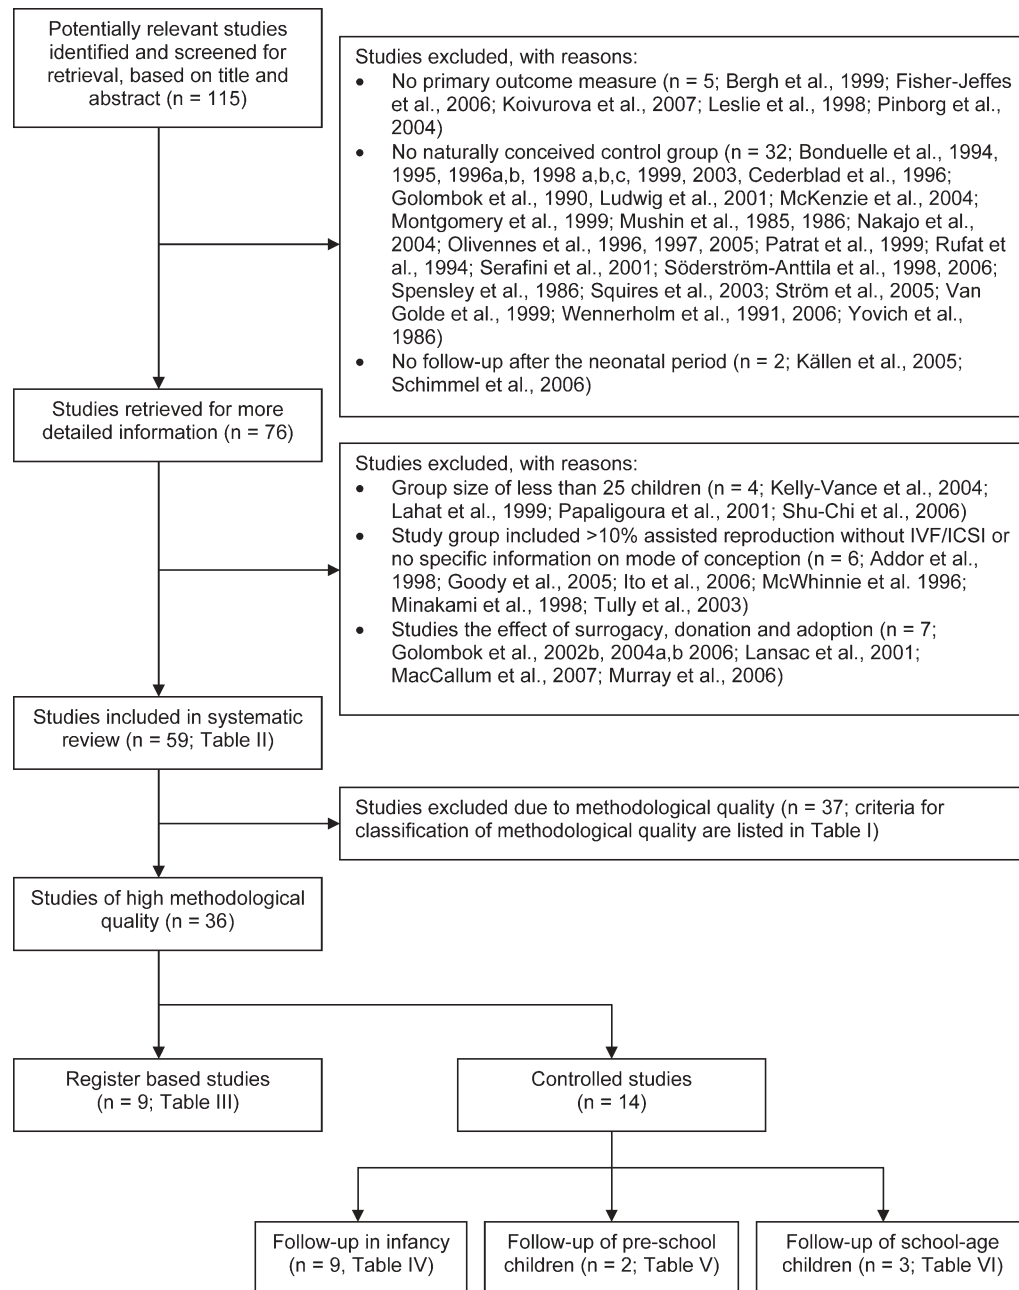 Potentially relevant studies
identified and screened for
retrieval, based on title and
abstract (n = 115)
Studies excluded, with reasons:
• No primary outcome measure (n = 5; Bergh et al., 1999; Fisher-Jeffes
et al., 2006; Koivurova et al., 2007; Leslie et al., 1998; Pinborg et al.,
2004)
• No naturally conceived control group (n = 32; Bonduelle et al., 1994,
1995, 1996a,b, 1998 a,b,c, 1999, 2003, Cederblad et al., 1996;
Golombok et al., 1990, Ludwig et al., 2001; McKenzie et al., 2004;
Montgomery et al., 1999; Mushin et al., 1985, 1986; Nakajo et al.,
2004; Olivennes et al., 1996, 1997, 2005; Patrat et al., 1999; Rufat et
al., 1994; Serafini et al., 2001; Söderström-Anttila et al., 1998, 2006;
Spensley et al., 1986; Squires et al., 2003; Ström et al., 2005; Van
Golde et al., 1999; Wennerholm et al., 1991, 2006; Yovich et al.,
1986)
• No follow-up after the neonatal period (n = 2; Källen et al., 2005;
Schimmel et al., 2006)
Studies retrieved for more
detailed information (n = 76)
Studies excluded, with reasons:
• Group size of less than 25 children (n = 4; Kelly-Vance et al., 2004;
Lahat et al., 1999; Papaligoura et al., 2001; Shu-Chi et al., 2006)
• Study group included >10% assisted reproduction without IVF/ICSI or
no specific information on mode of conception (n = 6; Addor et al.,
1998; Goody et al., 2005; Ito et al., 2006; McWhinnie et al. 1996;
Minakami et al., 1998; Tully et al., 2003)
• Studies the effect of surrogacy, donation and adoption (n = 7;
Golombok et al., 2002b, 2004a,b 2006; Lansac et al., 2001;
MacCallum et al., 2007; Murray et al., 2006)
Studies included in systematic
review (n = 59; Table II)
Studies excluded due to methodological quality (n = 37; criteria for
classification of methodological quality are listed in Table I)
Studies of high methodological
quality (n = 36)
Register based studies
(n = 9; Table III)
Controlled studies
(n = 14)
Follow-up in infancy
(n = 9, Table IV)
Follow-up of pre-school
children (n = 2; Table V)
Follow-up of school-age
children (n = 3; Table VI)